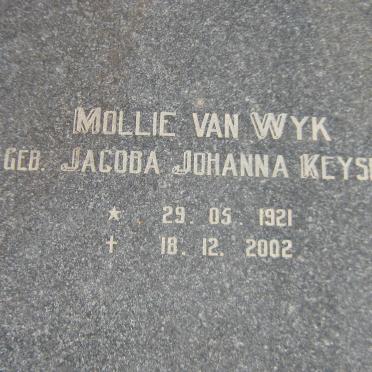 MOLLIE VAN WYK
GEB. JACOBA JOHANNA
★ 29. 05. 1921
✝ 18. 12. 2002